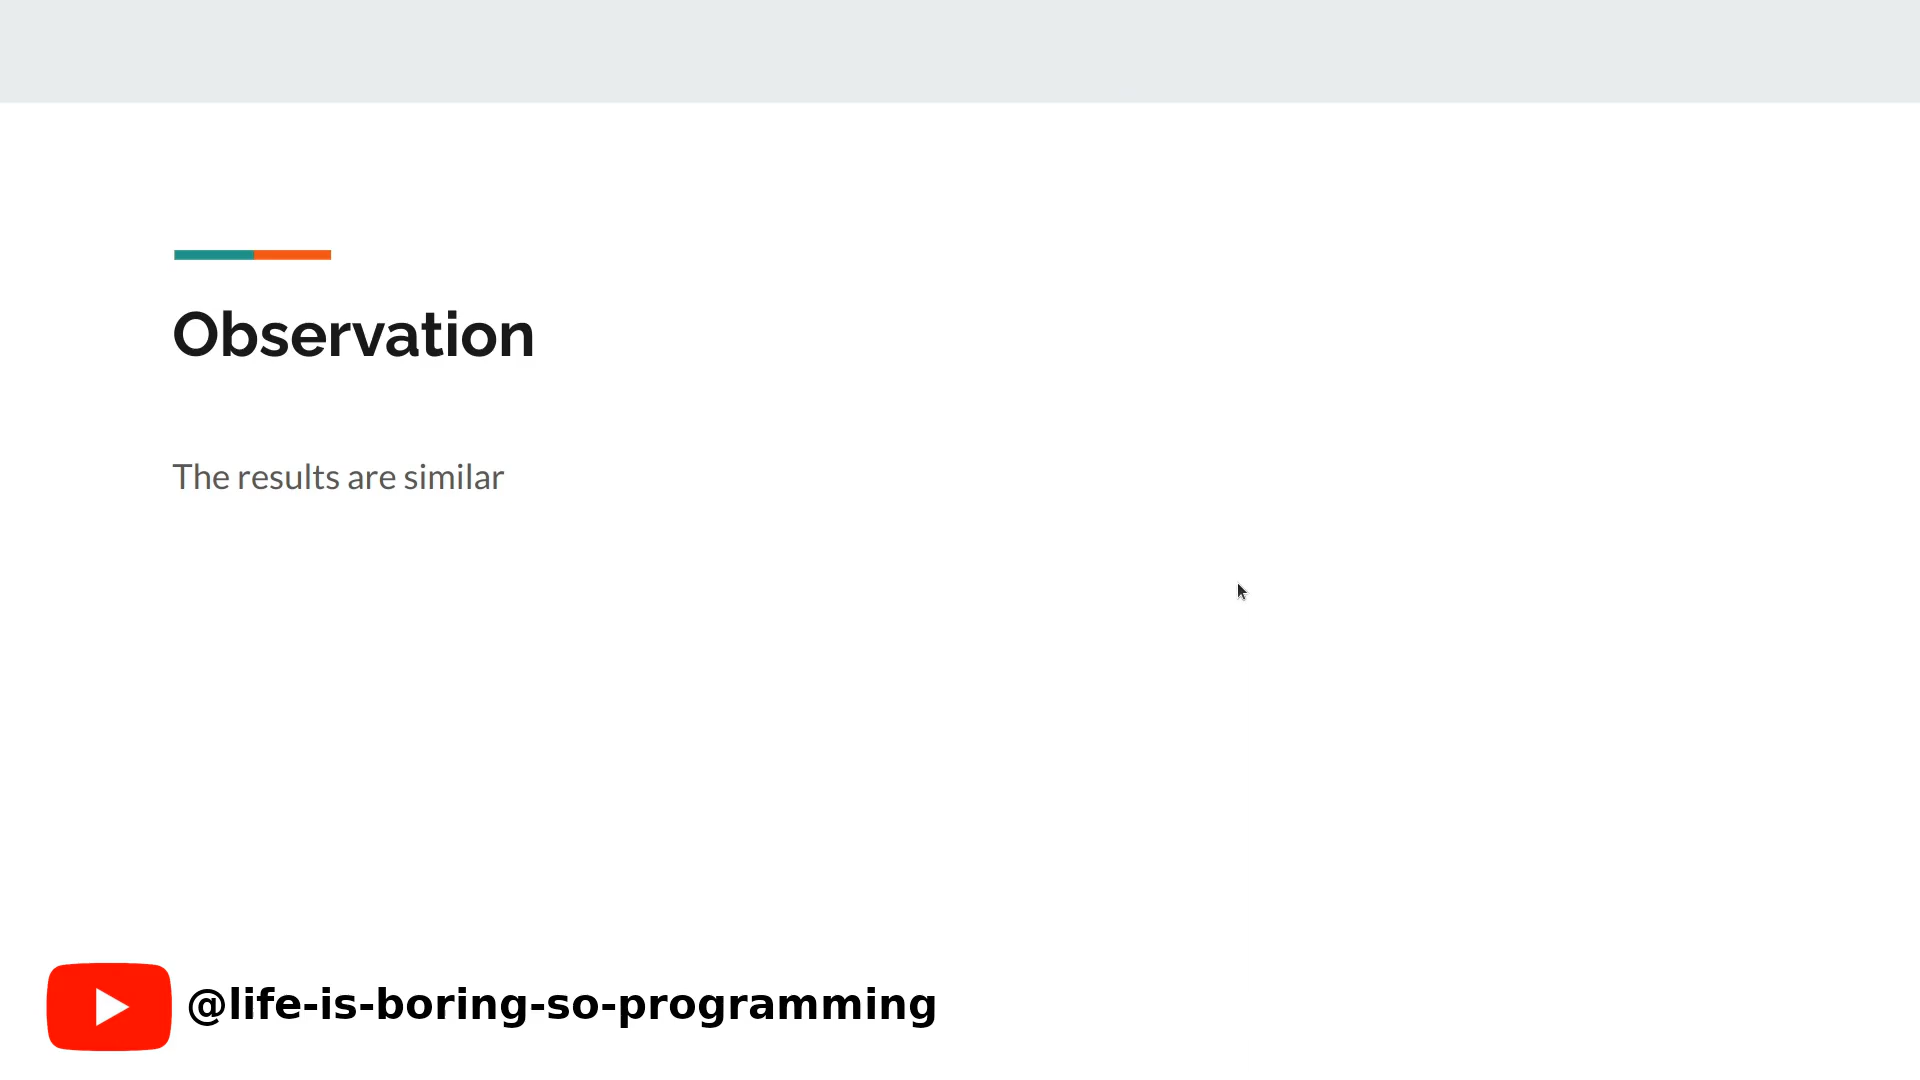 Observation
The results are similar
@life-is-boring-so-programming